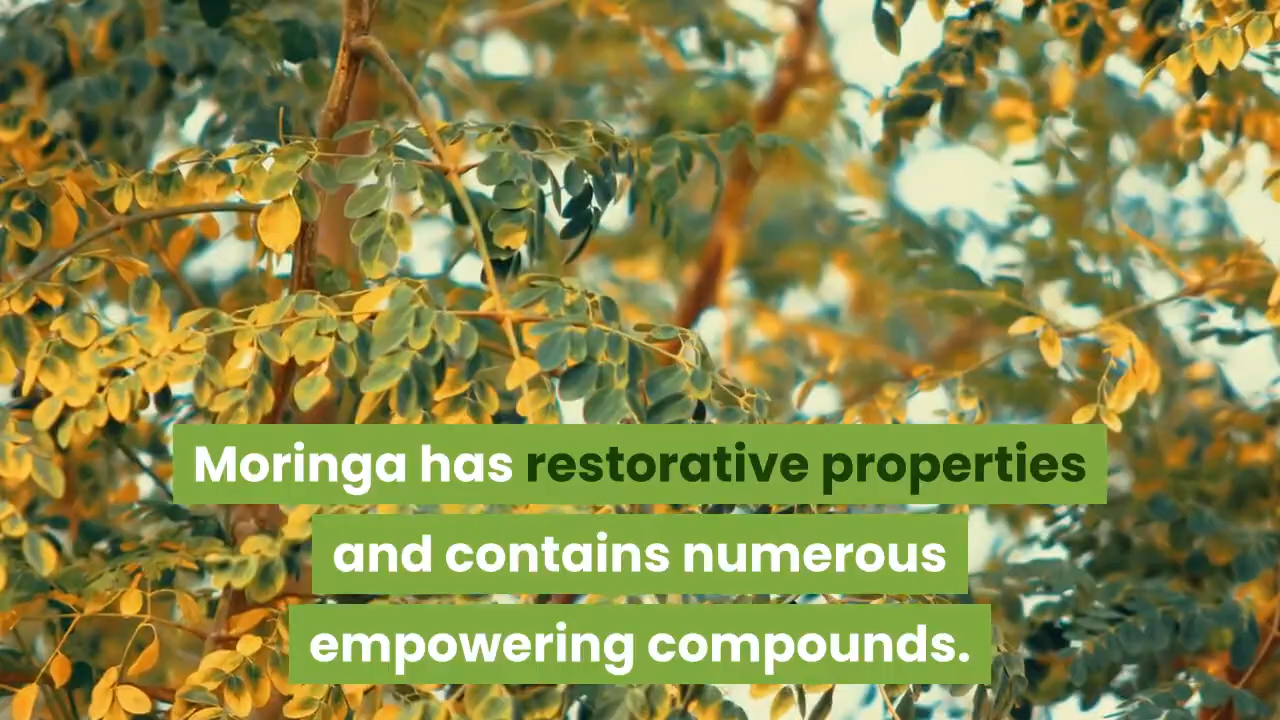 Moringa has restorative properties
and contains numerous
empowering compounds.